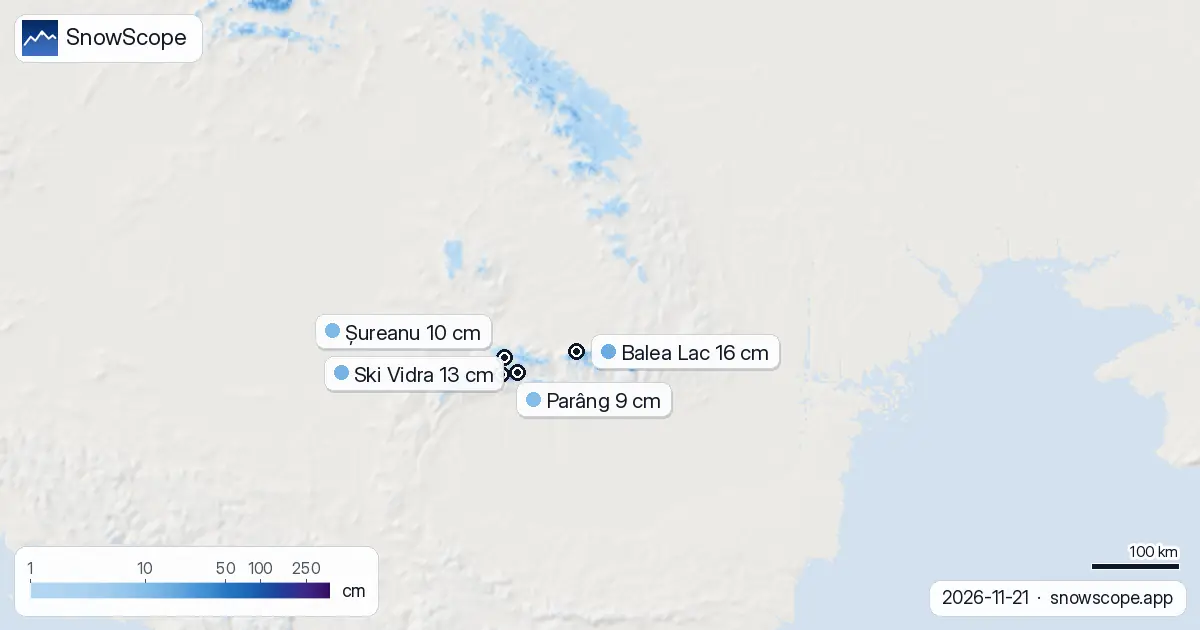 SnowScope
Șureanu 10 cm
Balea Lac 16 cm
Ski Vidra 13 cm
Parâng 9 cm
1 10 50 100 250
cm
100 km
2026-11-21 · snowscope.app